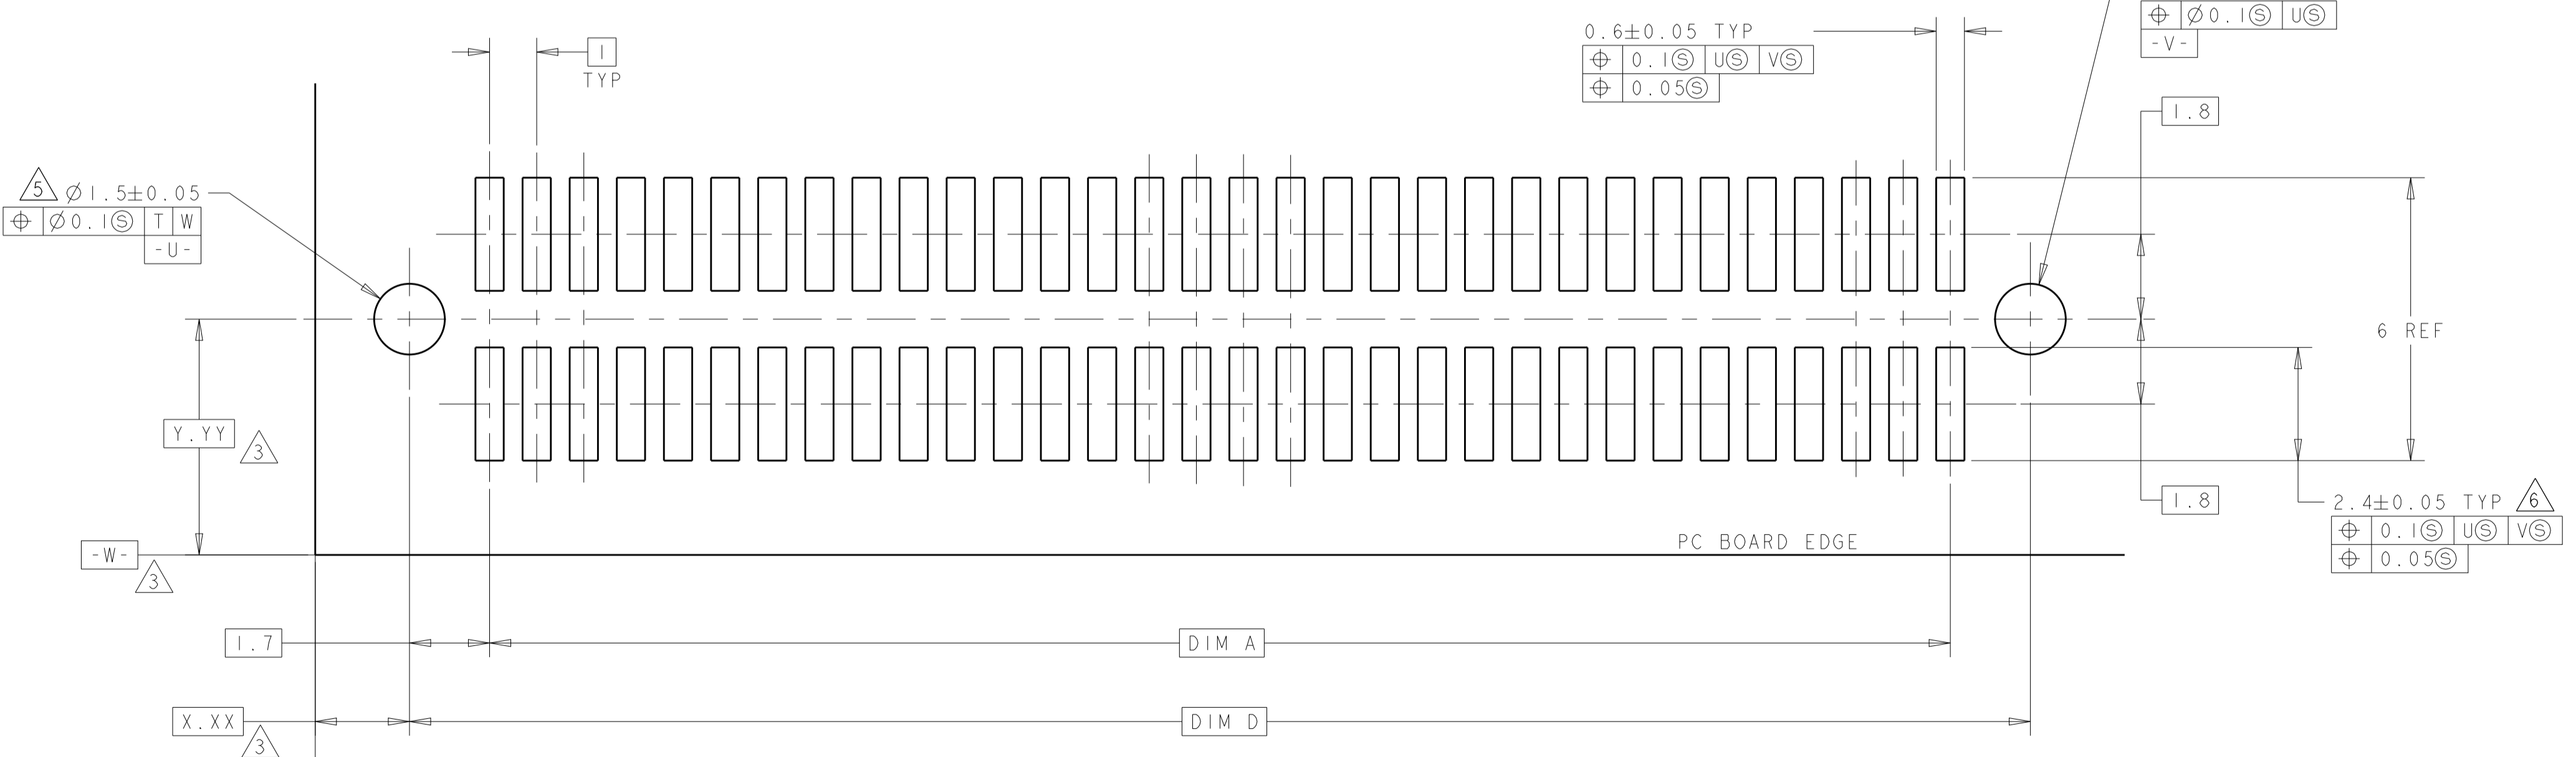 ⌖ Ø0.1Ⓢ UⓈ
-V-
1
TYP
0.6±0.05 TYP
⌖ 0.1Ⓢ UⓈ VⓈ
⌖ 0.05Ⓢ
1.8
5 Ø1.5±0.05
⌖ Ø0.1Ⓢ T W
-U-
6 REF
Y.YY
3
1.8
2.4±0.05 TYP 6
⌖ 0.1Ⓢ UⓈ VⓈ
⌖ 0.05Ⓢ
-W-
3
PC BOARD EDGE
1.7
DIM A
X.XX
3
DIM D